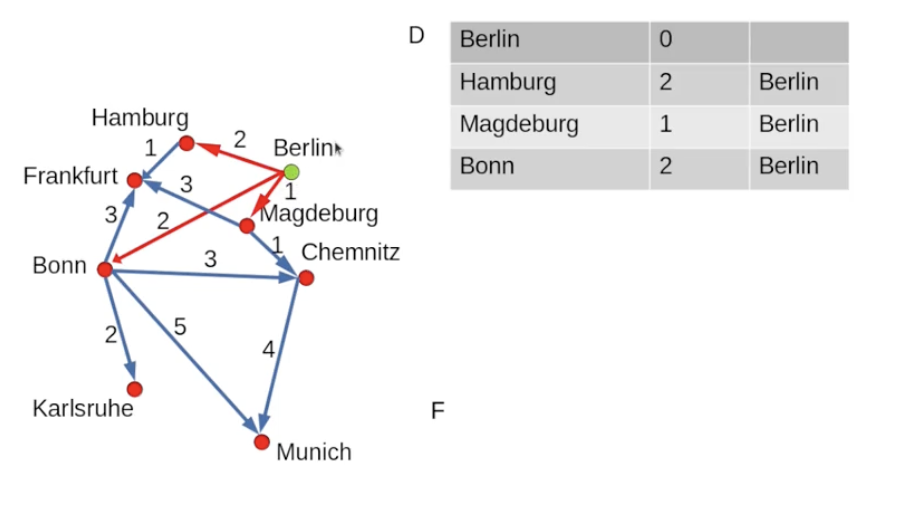 D
Berlin 0
Hamburg 2 Berlin
Magdeburg 1 Berlin
Bonn 2 Berlin
Hamburg
2
1
Berlin
Frankfurt
3
1
3
2
Magdeburg
1
Chemnitz
Bonn
3
2
5
4
Karlsruhe
F
Munich